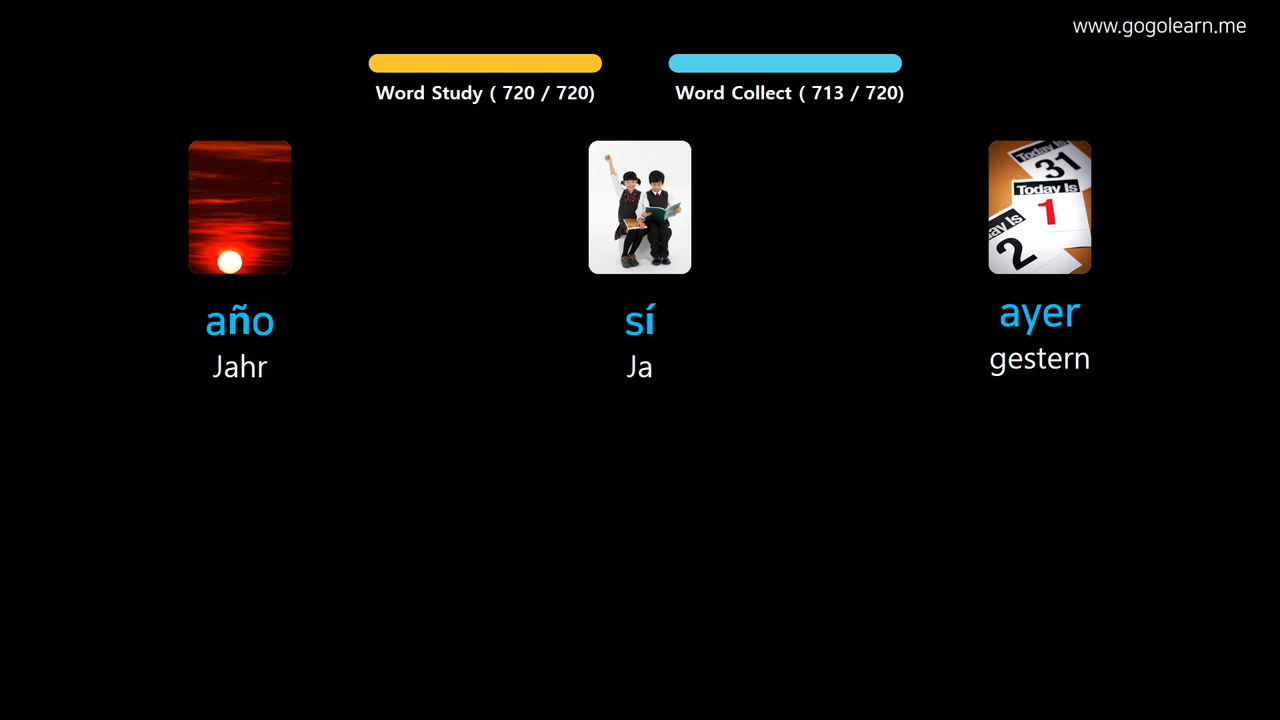 www.gogolearn.me
Word Study ( 720 / 720)
Word Collect ( 713 / 720)
Today Is
31
Today Is
1
ay Is
2
año
sí
ayer
Jahr
Ja
gestern